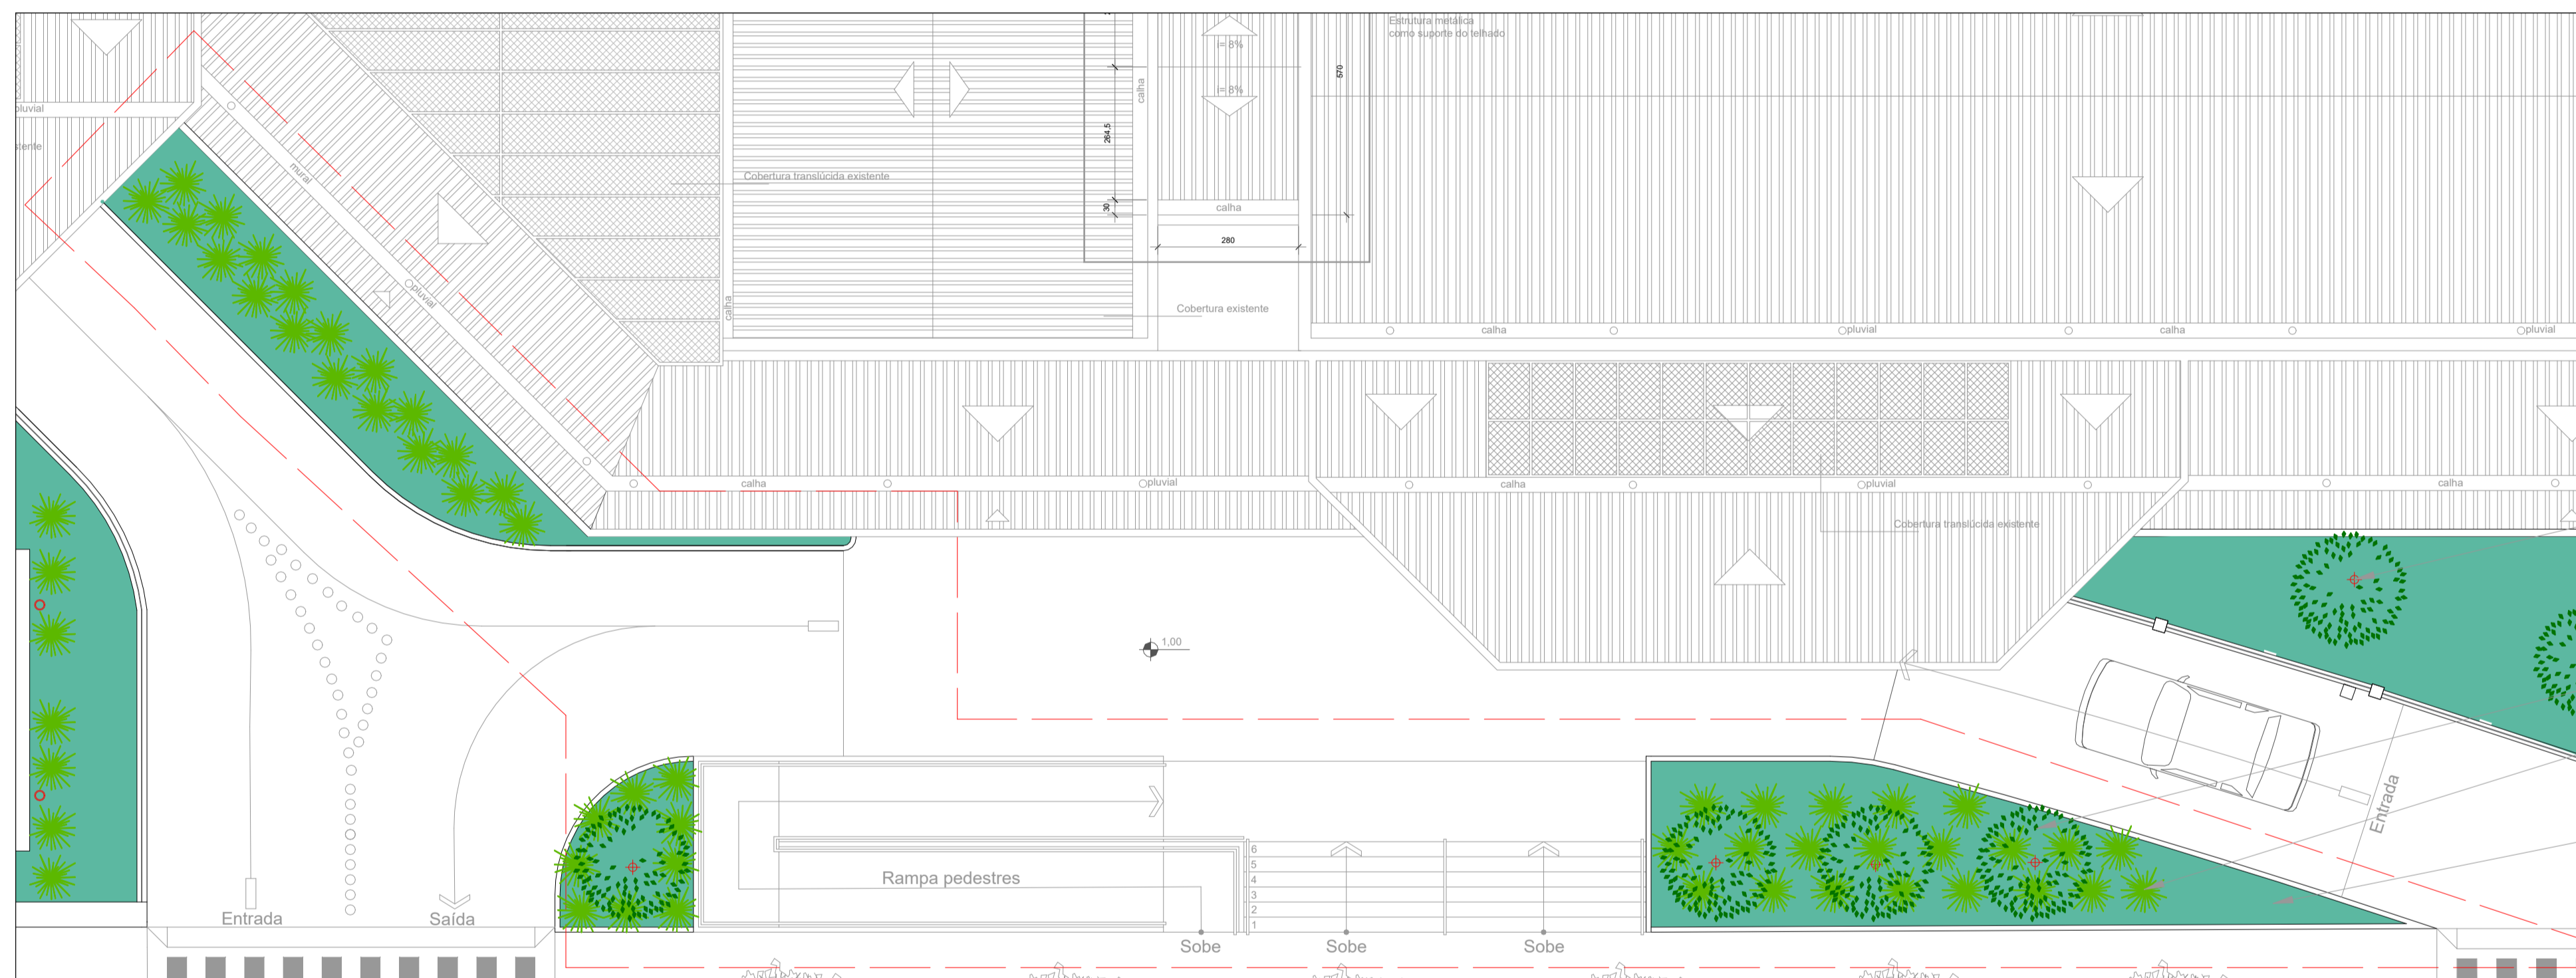 Estrutura metálica
como suporte do telhado
i= 8%
570
calha
i= 8%
pluvial
264.5
mural
Cobertura translúcida existente
30
calha
280
pluvial
calha
Cobertura existente
calha
pluvial
calha
pluvial
calha
pluvial
calha
pluvial
calha
Cobertura translúcida existente
1,00
Entrada
6
5
4
3
2
1
Rampa pedestres
Entrada
Saída
Sobe
Sobe
Sobe